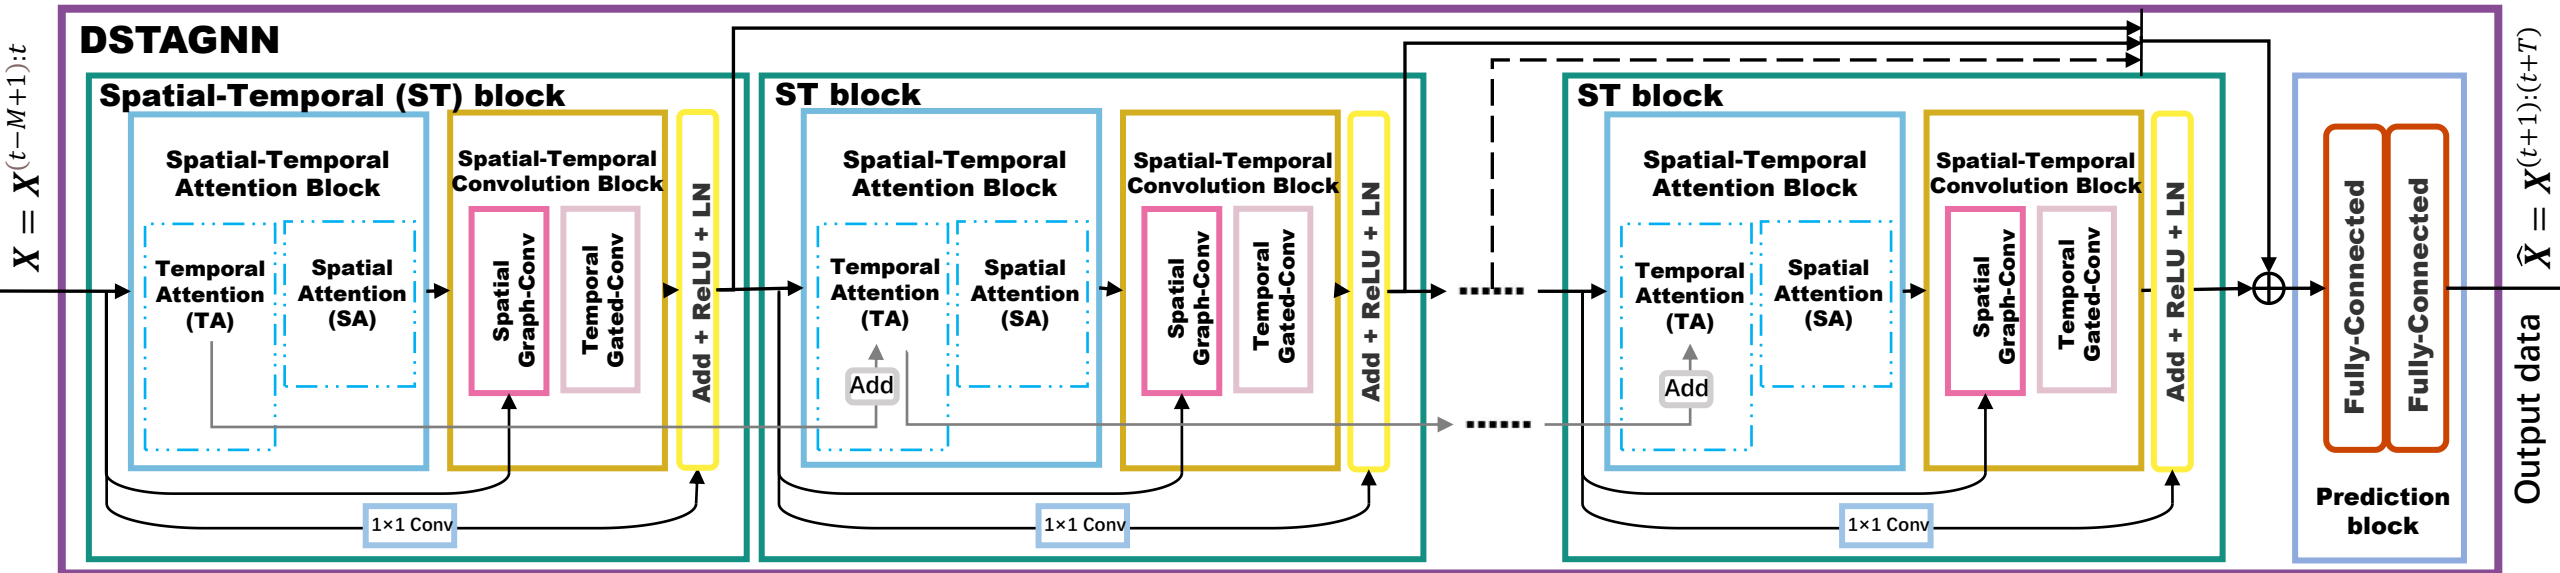 DSTAGNN
X = X^(t−M+1):t
Spatial-Temporal (ST) block
Spatial-Temporal
Attention Block
Temporal
Attention
(TA)
Spatial
Attention
(SA)
Spatial-Temporal
Convolution Block
Spatial
Graph-Conv
Temporal
Gated-Conv
Add + ReLU + LN
1×1 Conv
ST block
Spatial-Temporal
Attention Block
Temporal
Attention
(TA)
Add
Spatial
Attention
(SA)
Spatial-Temporal
Convolution Block
Spatial
Graph-Conv
Temporal
Gated-Conv
Add + ReLU + LN
1×1 Conv
ST block
Spatial-Temporal
Attention Block
Temporal
Attention
(TA)
Add
Spatial
Attention
(SA)
Spatial-Temporal
Convolution Block
Spatial
Graph-Conv
Temporal
Gated-Conv
Add + ReLU + LN
1×1 Conv
Fully-Connected
Fully-Connected
Prediction
block
Output data X̂ = X^(t+1):(t+T)